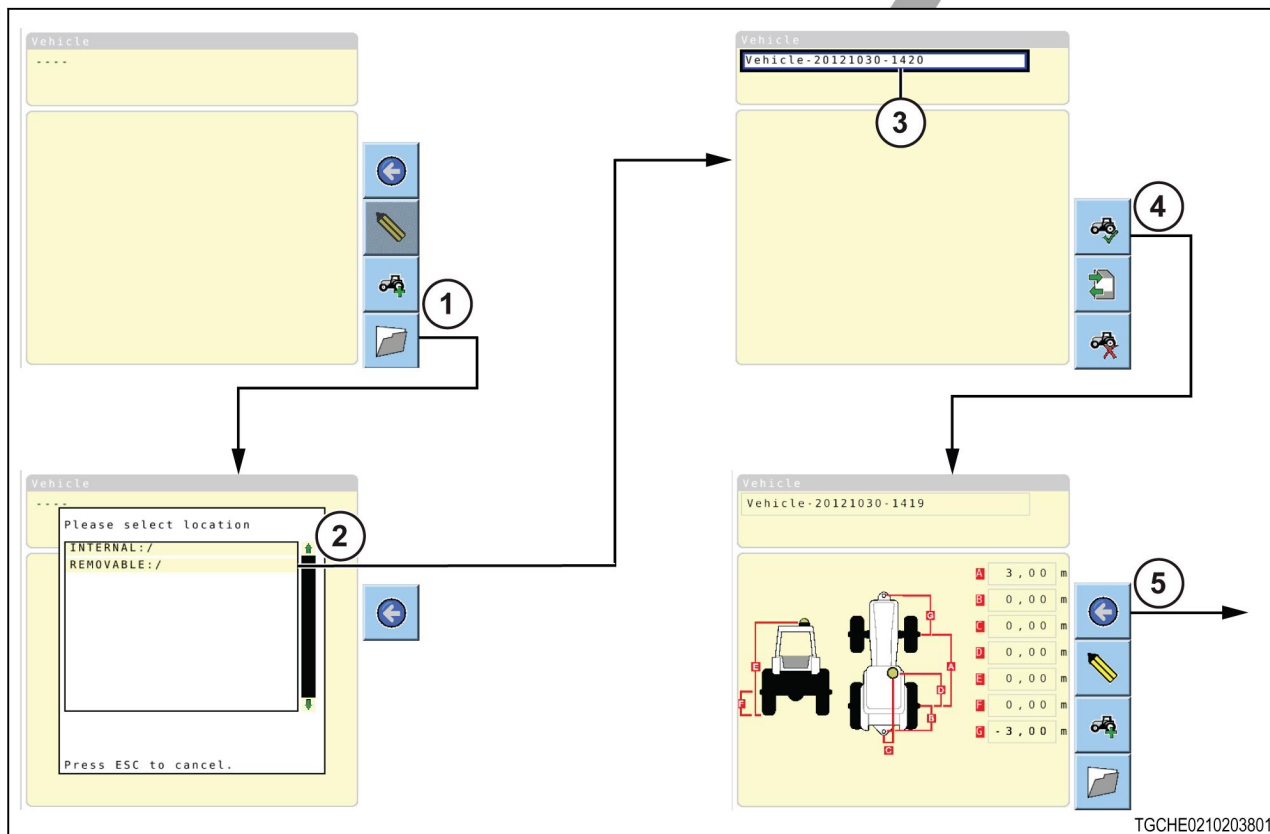 Vehicle
----
1
Vehicle
----
Please select location
INTERNAL:/
REMOVABLE:/
2
Press ESC to cancel.
Vehicle
Vehicle-20121030-1420
3
4
Vehicle
Vehicle-20121030-1419
A 3,00 m
B 0,00 m
C 0,00 m
D 0,00 m
E 0,00 m
F 0,00 m
G -3,00 m
5
E
F
G
A
D
B
C
TGCHE0210203801